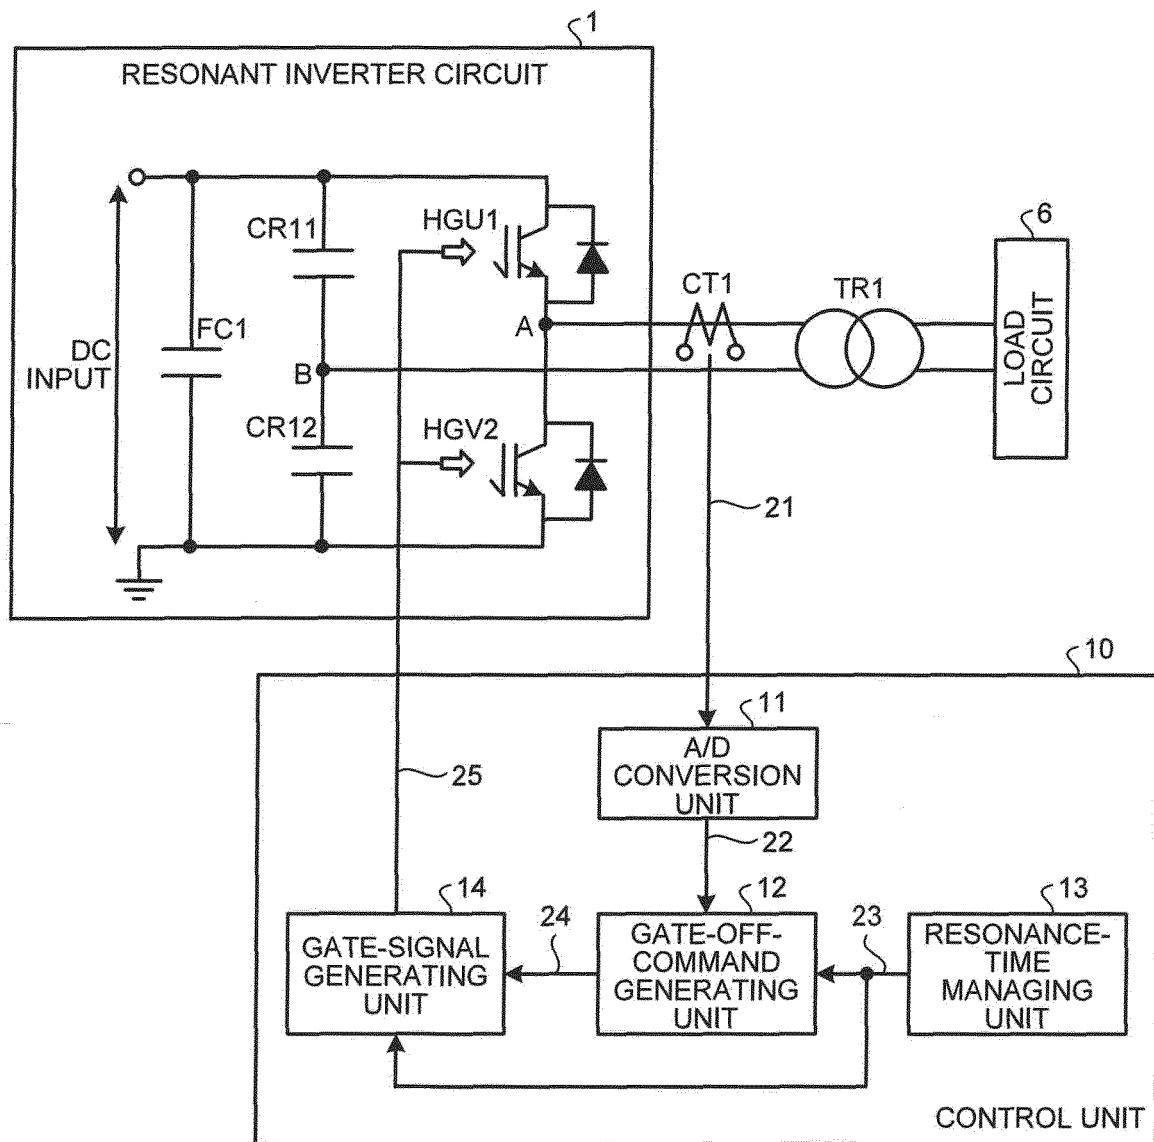 1
RESONANT INVERTER CIRCUIT
HGU1
CR11
6
CT1
TR1
A
FC1
DC
INPUT
LOAD
CIRCUIT
B
CR12
HGV2
21
10
11
A/D
CONVERSION
UNIT
25
22
14
12
13
24
23
GATE-SIGNAL
GENERATING
UNIT
GATE-OFF-
COMMAND
GENERATING
UNIT
RESONANCE-
TIME
MANAGING
UNIT
CONTROL UNIT